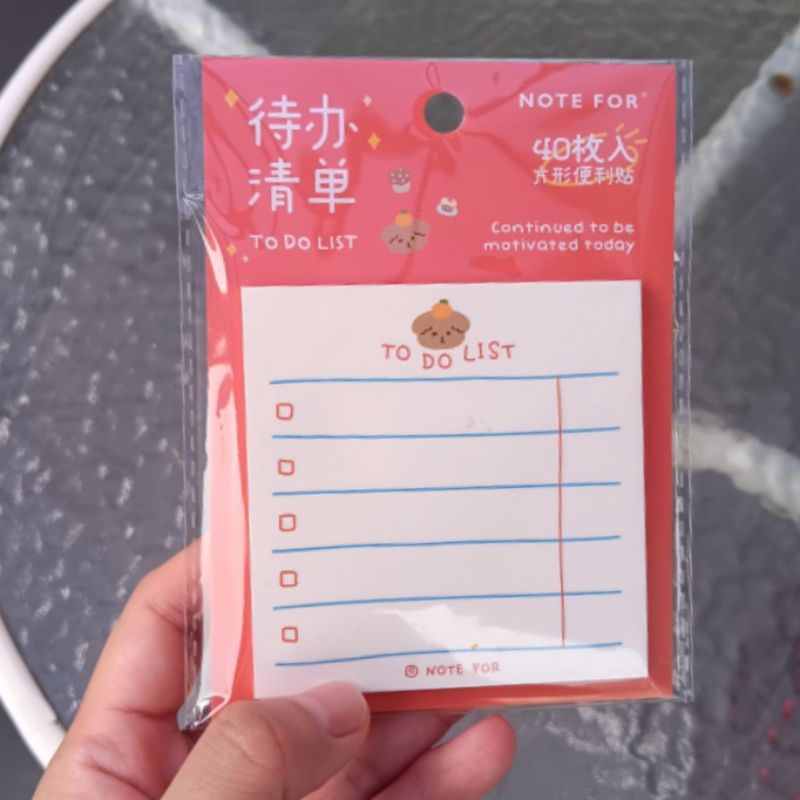 待办
清单
TO DO LIST
NOTE FOR®
40枚入
方形便利贴
Continued to be
motivated today
TO DO LIST
NOTE FOR